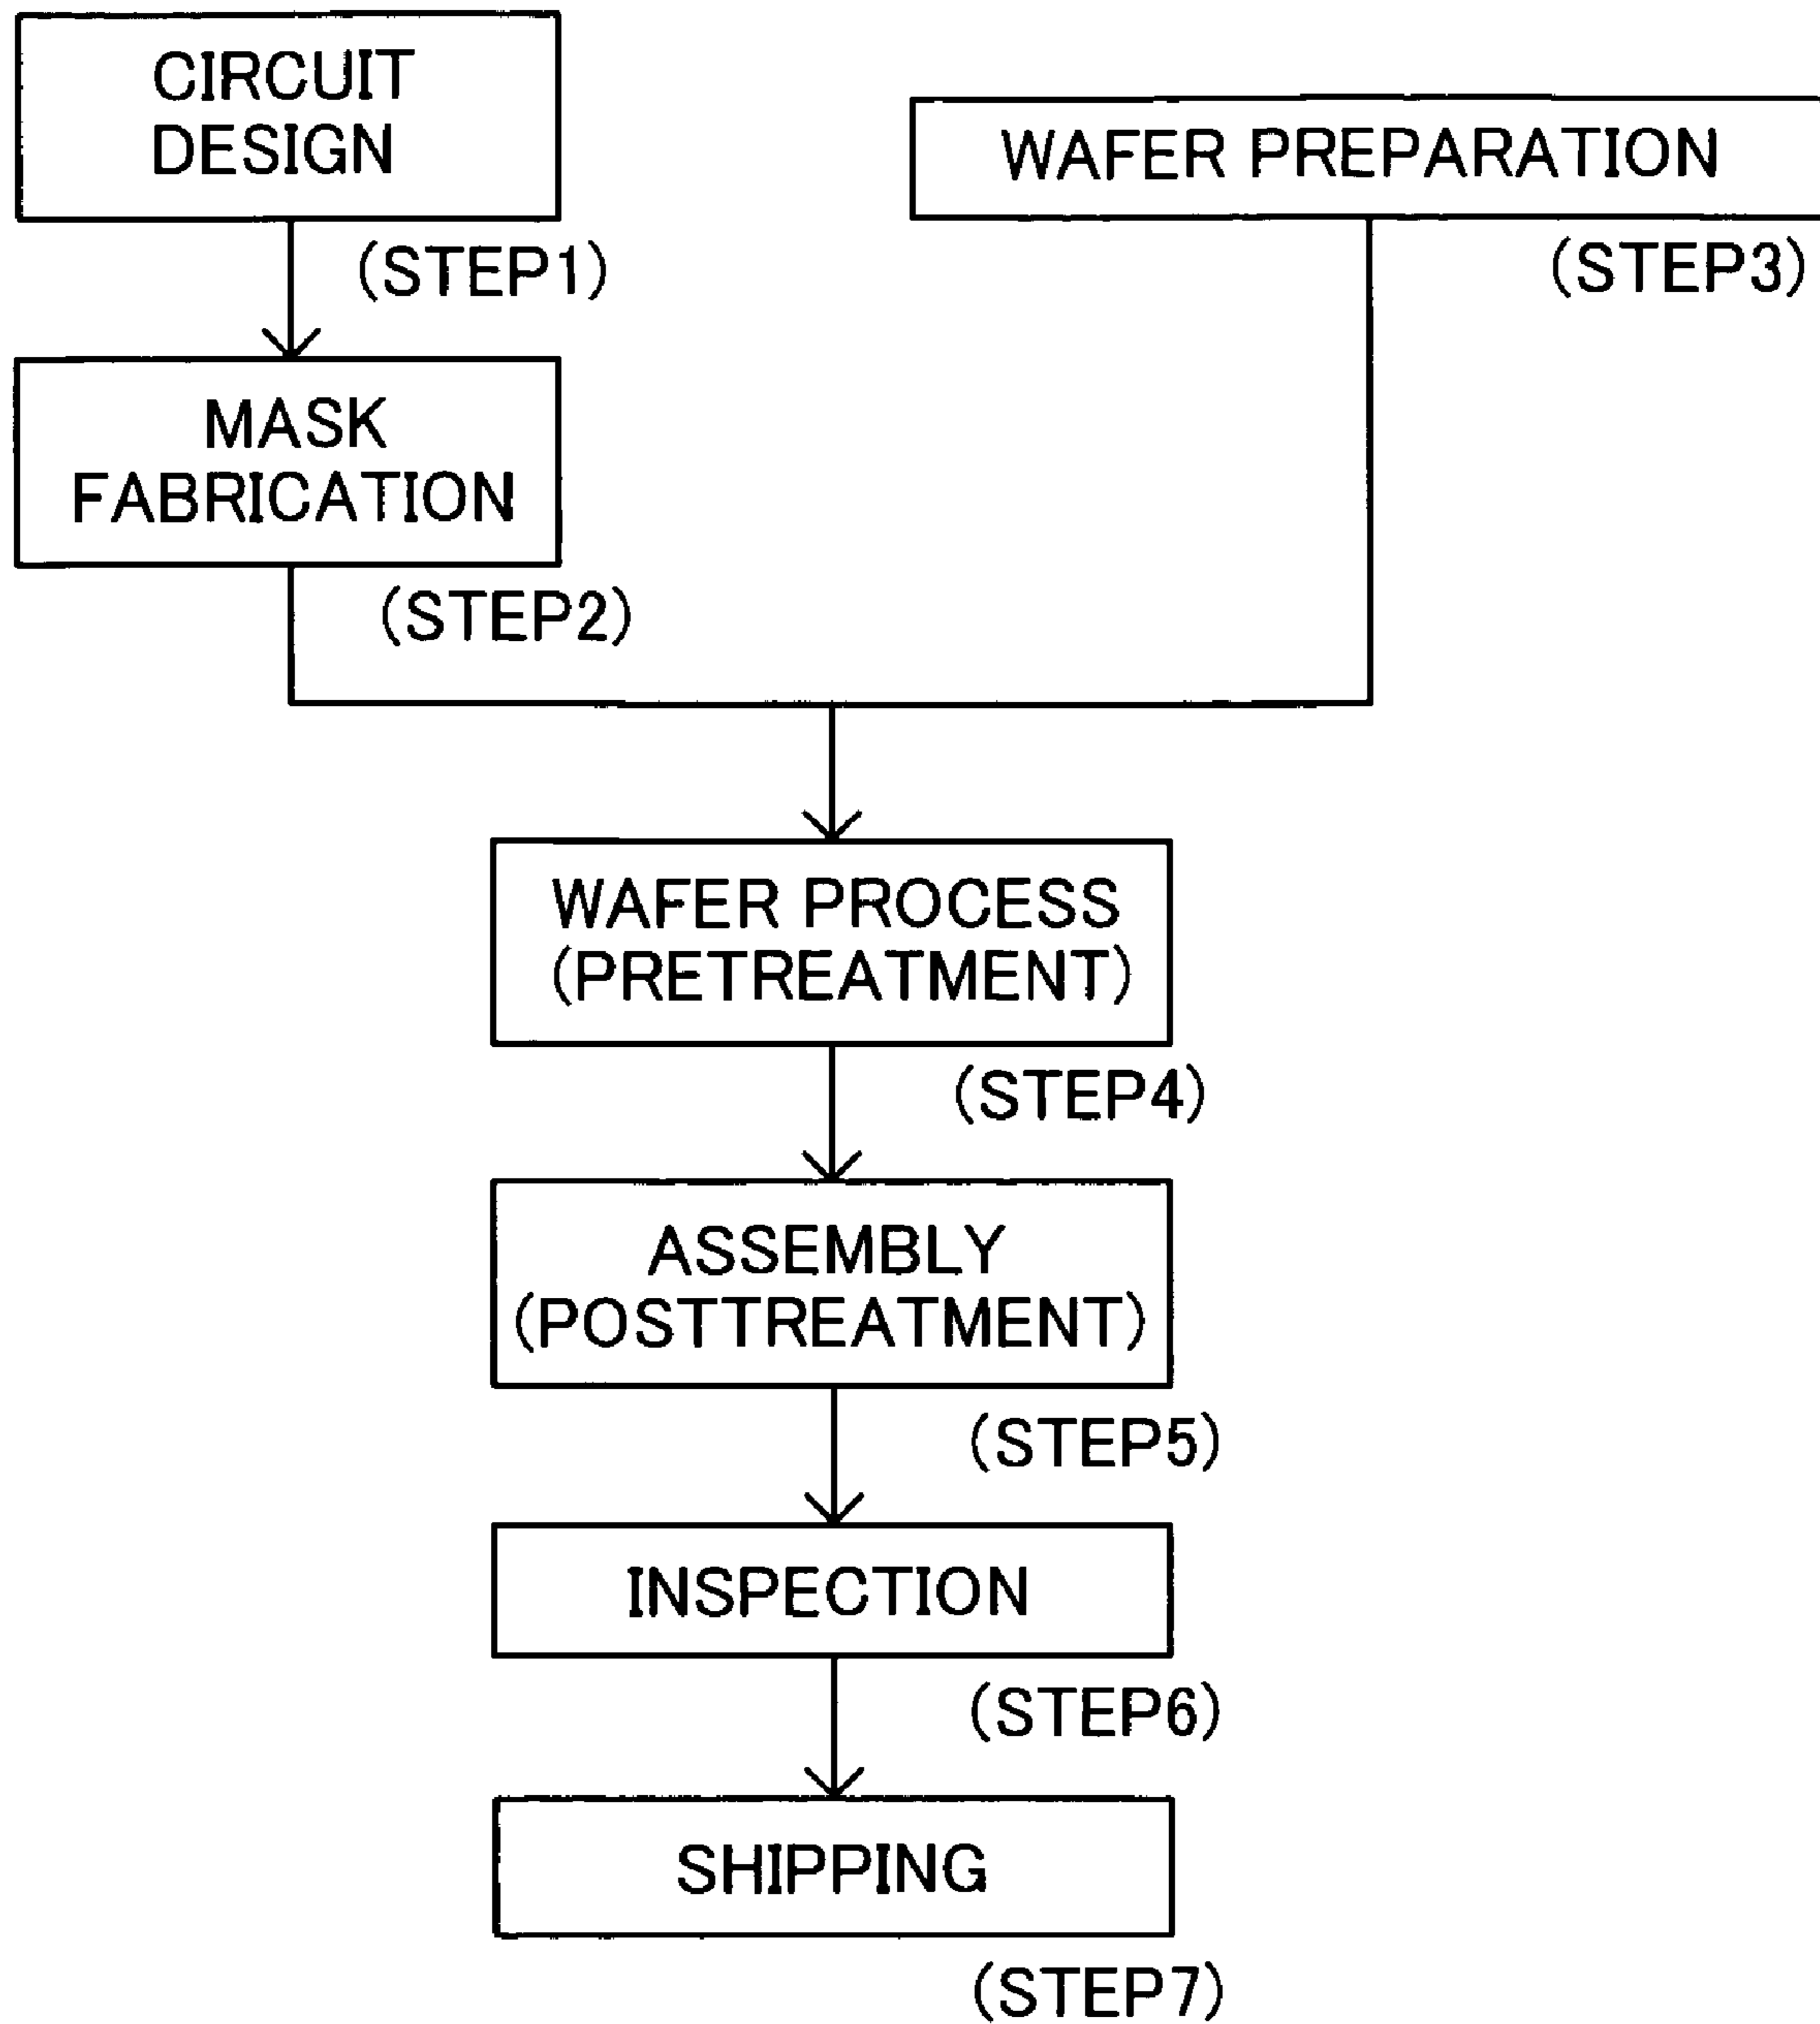 CIRCUIT
DESIGN
(STEP1)
WAFER PREPARATION
(STEP3)
MASK
FABRICATION
(STEP2)
WAFER PROCESS
(PRETREATMENT)
(STEP4)
ASSEMBLY
(POSTTREATMENT)
(STEP5)
INSPECTION
(STEP6)
SHIPPING
(STEP7)